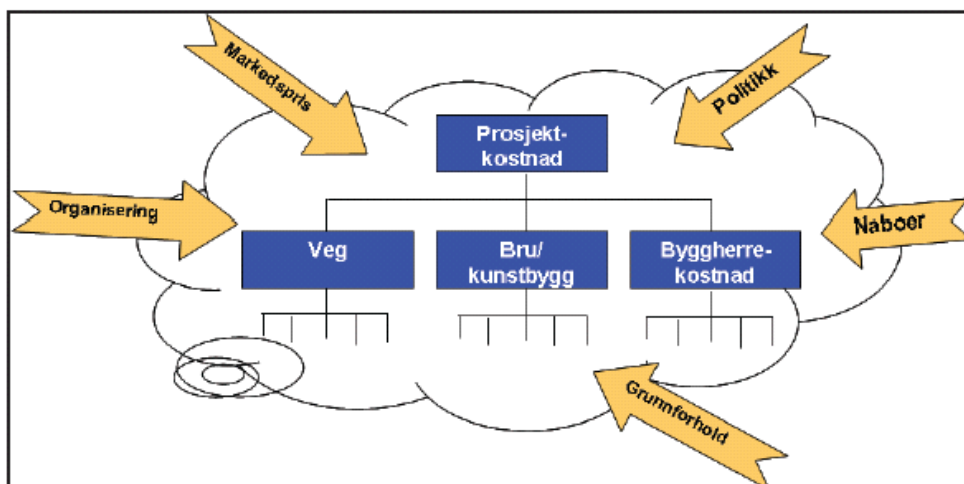 Markedspris
Politikk
Prosjekt-
kostnad
Organisering
Naboer
Veg
Bru/
kunstbygg
Byggherre-
kostnad
Grunnforhold